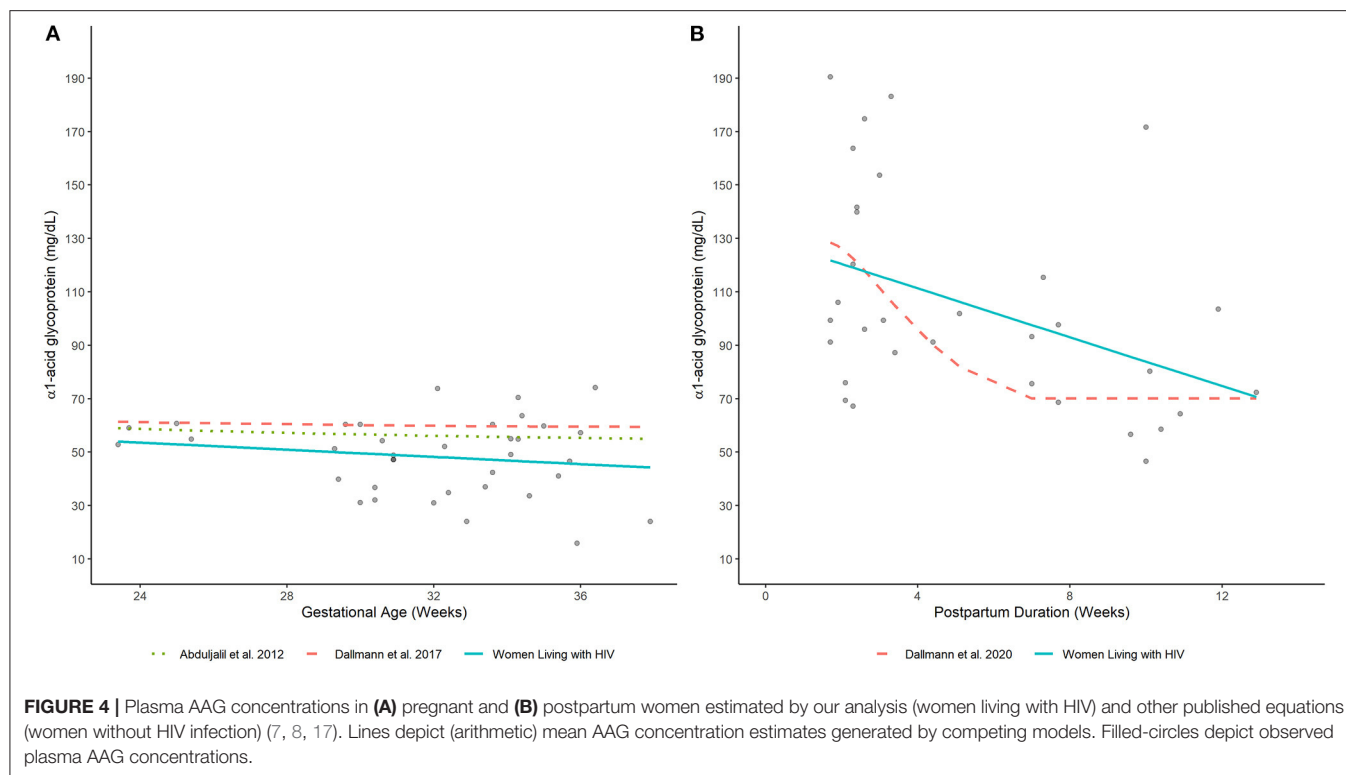 A
α1-acid glycoprotein (mg/dL)
190
170
150
130
110
90
70
50
30
10
24
28
32
36
Gestational Age (Weeks)
Abduljalil et al. 2012
Dallmann et al. 2017
Women Living with HIV
B
α1-acid glycoprotein (mg/dL)
190
170
150
130
110
90
70
50
30
10
0
4
8
12
Postpartum Duration (Weeks)
Dallmann et al. 2020
Women Living with HIV
FIGURE 4 | Plasma AAG concentrations in (A) pregnant and (B) postpartum women estimated by our analysis (women living with HIV) and other published equations
(women without HIV infection) (7, 8, 17). Lines depict (arithmetic) mean AAG concentration estimates generated by competing models. Filled-circles depict observed
plasma AAG concentrations.